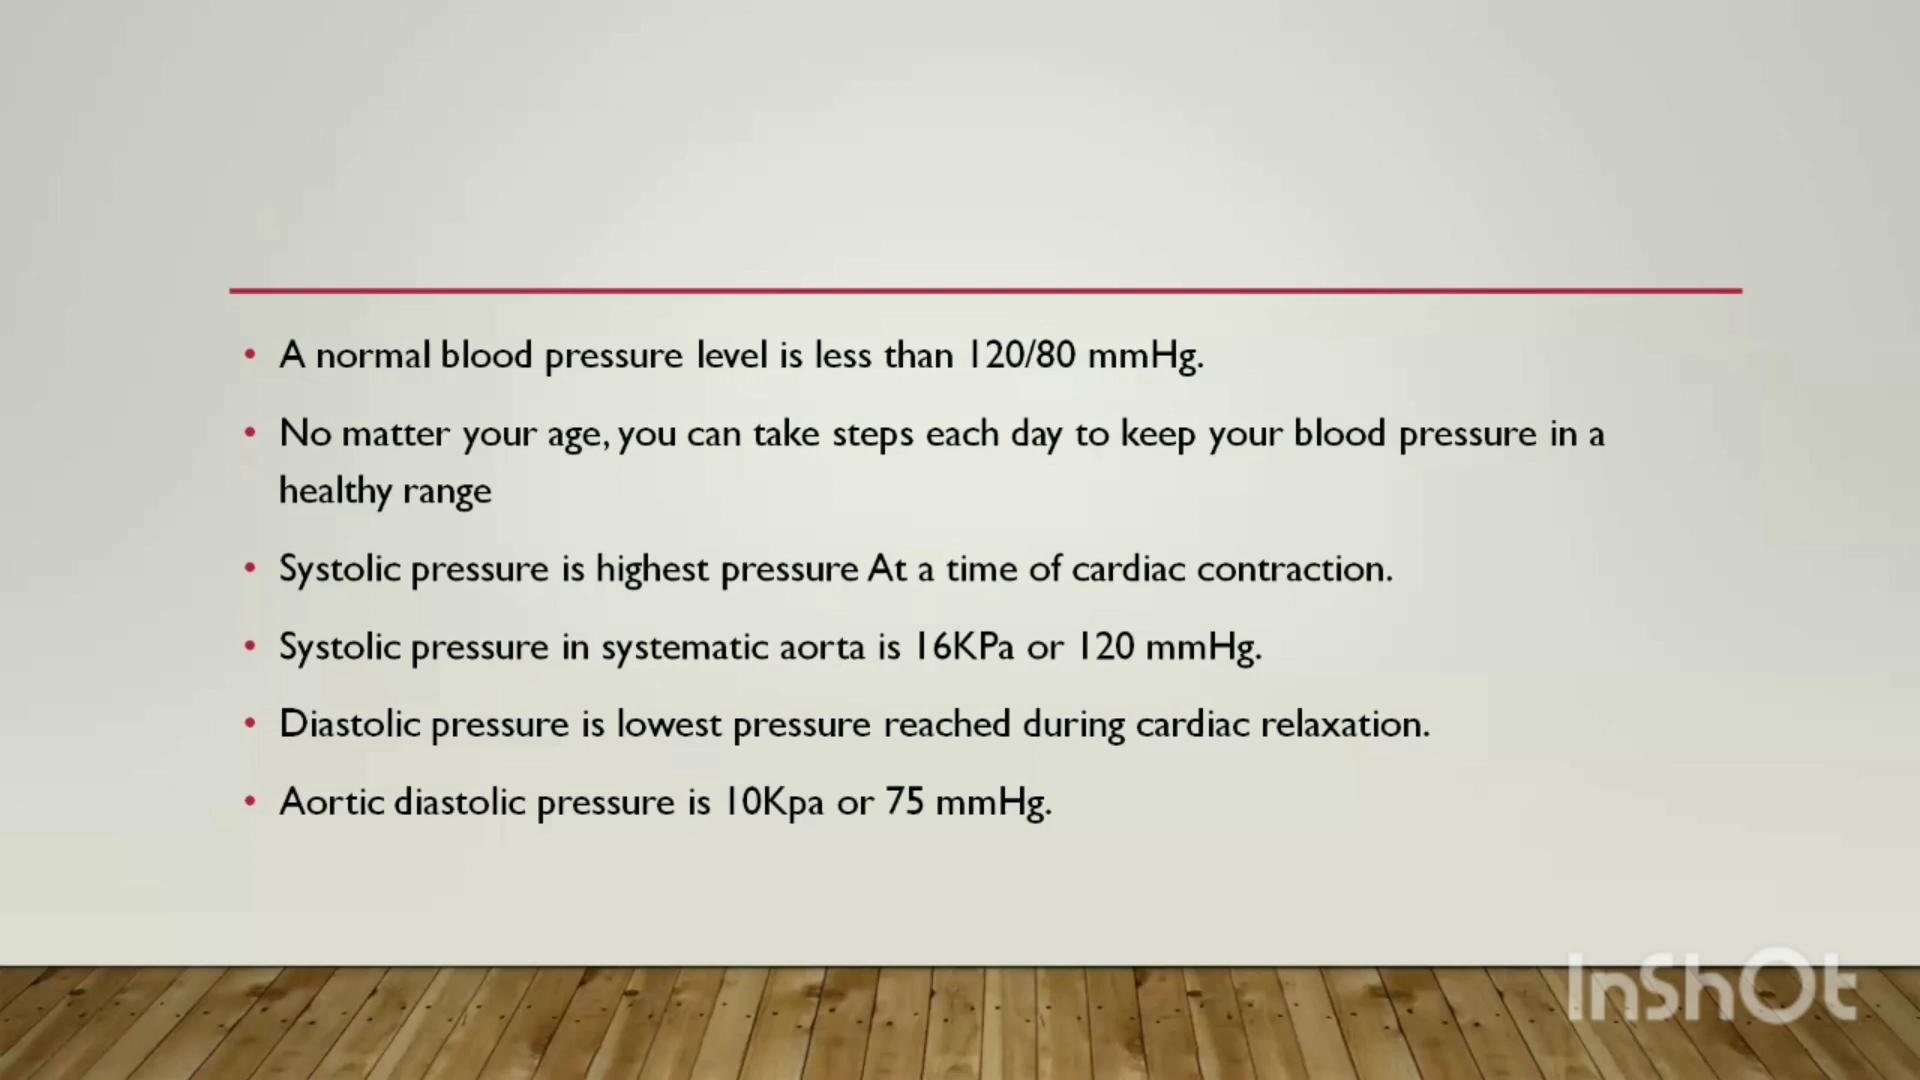 • A normal blood pressure level is less than 120/80 mmHg.
• No matter your age, you can take steps each day to keep your blood pressure in a
healthy range
• Systolic pressure is highest pressure At a time of cardiac contraction.
• Systolic pressure in systematic aorta is 16KPa or 120 mmHg.
• Diastolic pressure is lowest pressure reached during cardiac relaxation.
• Aortic diastolic pressure is 10Kpa or 75 mmHg.
InShOt